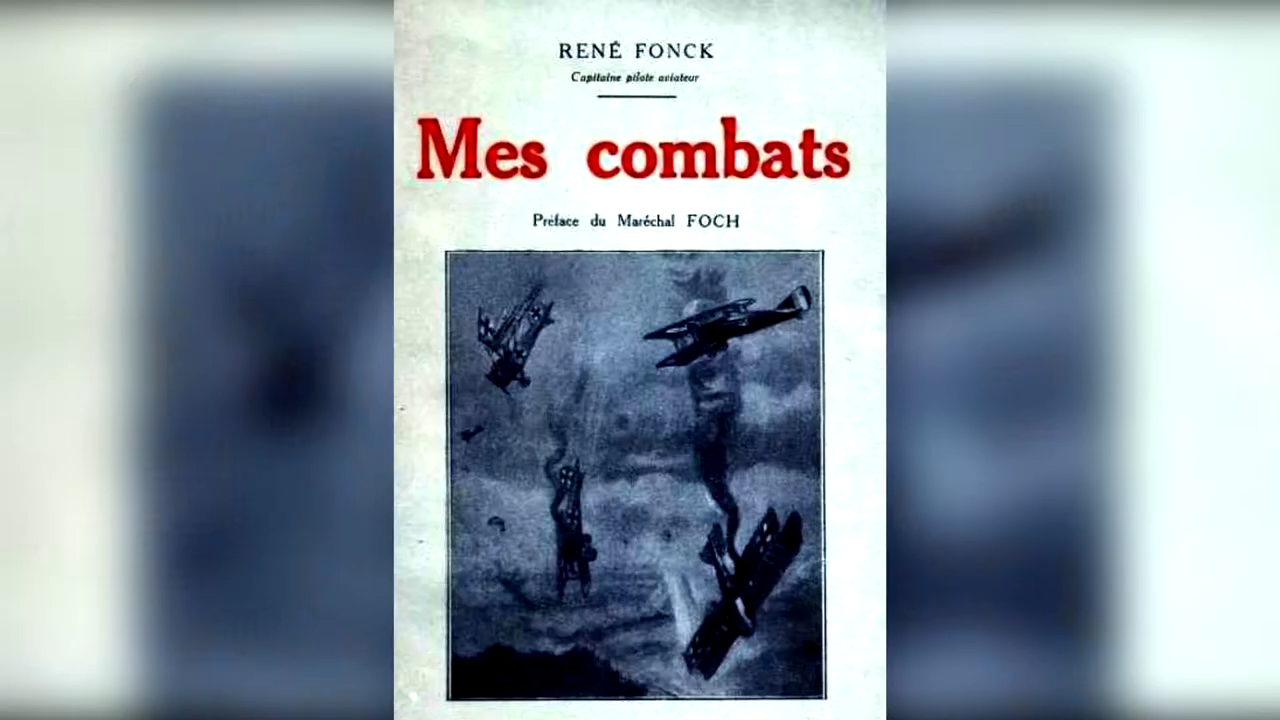 RENÉ FONCK
Capitaine pilote aviateur
Mes combats
Préface du Maréchal FOCH